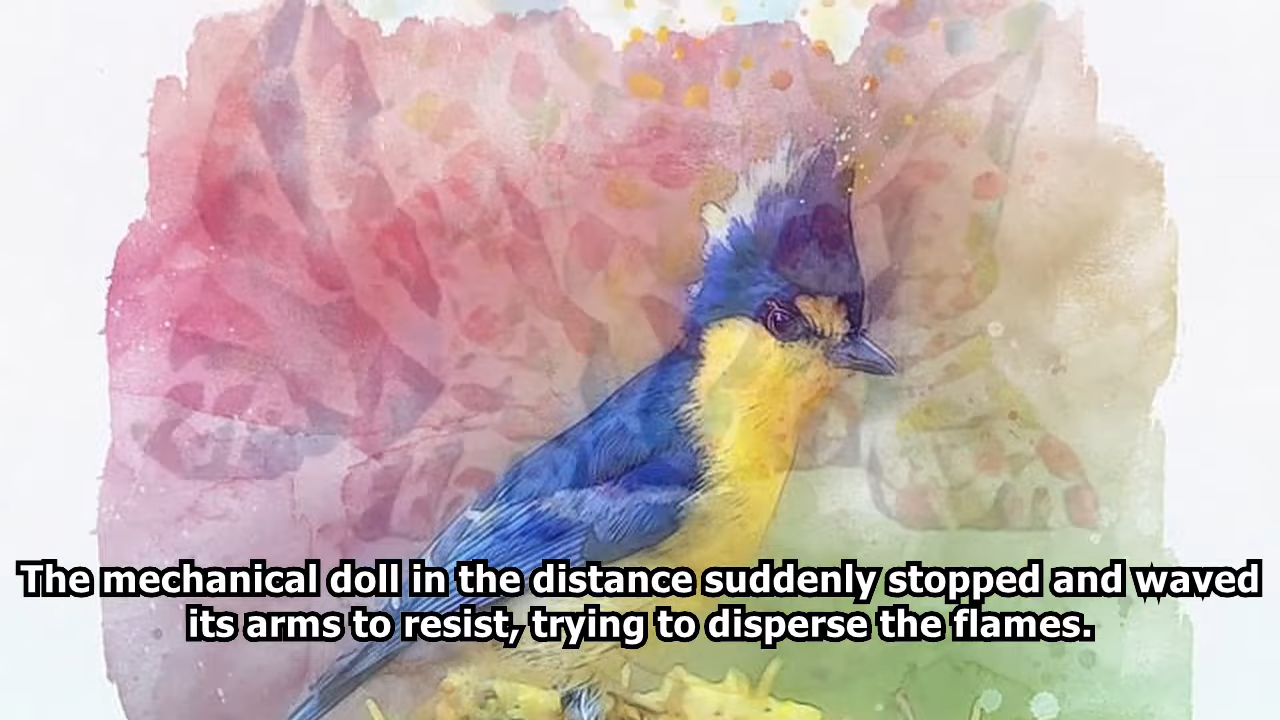 The mechanical doll in the distance suddenly stopped and waved
its arms to resist, trying to disperse the flames.